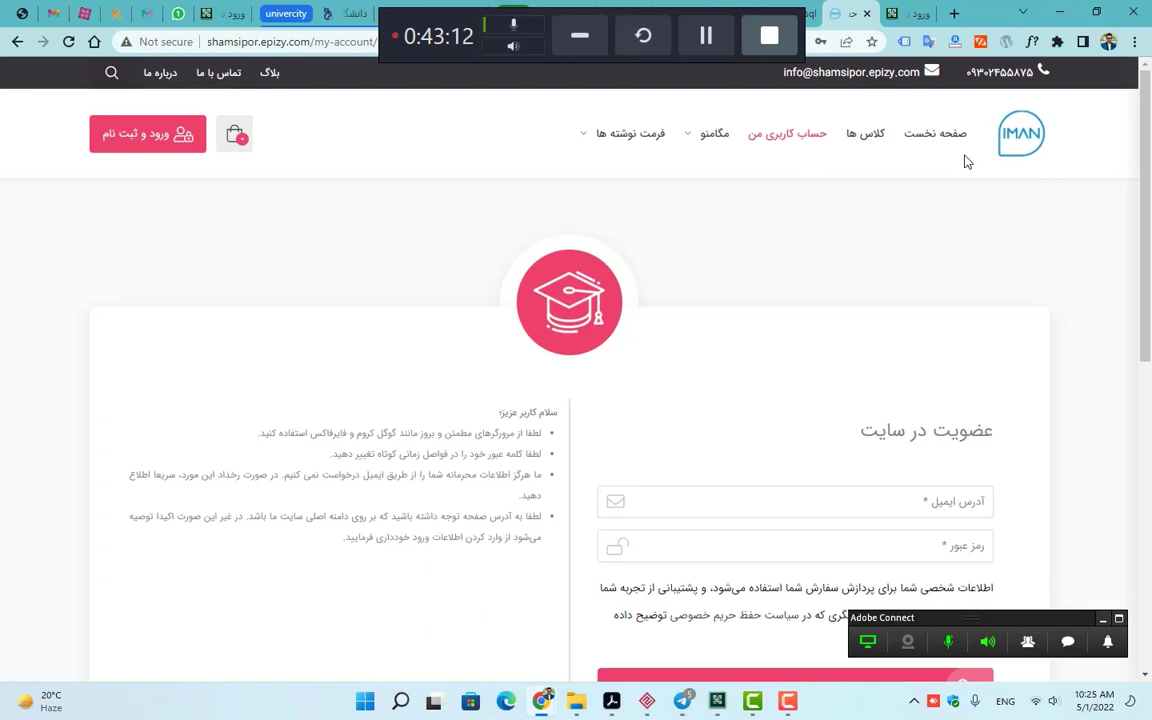 univercity
ورود ب
دانشگ
0:43:12
sql
ورود ب
Not secure
shamsipor.epizy.com/my-account/
درباره ما
تماس با ما
بلاگ
info@shamsipor.epizy.com
۰۹۳۰۲۴۵۵۸۷۵
IMAN
صفحه نخست
کلاس ها
حساب کاربری من
مگامنو
فرمت نوشته ها
ورود و ثبت نام
عضویت در سایت
آدرس ایمیل *
رمز عبور *
اطلاعات شخصی شما برای پردازش سفارش شما استفاده می‌شود، و پشتیبانی از تجربه شما
گری که در سیاست حفظ حریم خصوصی توضیح داده
سلام کاربر عزیز؛
لطفا از مرورگرهای مطمئن و بروز مانند گوگل کروم و فایرفاکس استفاده کنید.
لطفا کلمه عبور خود را در فواصل زمانی کوتاه تغییر دهید.
ما هرگز اطلاعات محرمانه شما را از طریق ایمیل درخواست نمی کنیم. در صورت رخداد این مورد، سریعا اطلاع
دهید.
لطفا به آدرس صفحه توجه داشته باشید که بر روی دامنه اصلی سایت ما باشد. در غیر این صورت اکیدا توصیه
می‌شود از وارد کردن اطلاعات ورود خودداری فرمایید.
Adobe Connect
20°C
Haze
5
ENG
10:25 AM
5/1/2022